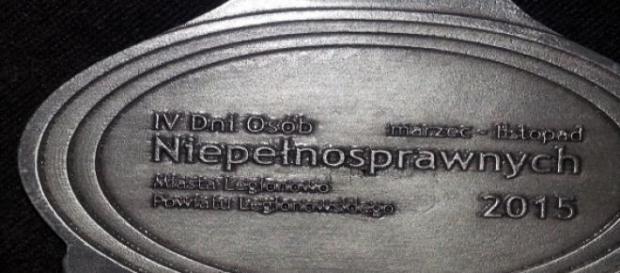 IV Dni Osób marzec - listopad
Niepełnosprawnych
Miasta Legionowo
Powiatu Legionowskiego 2015